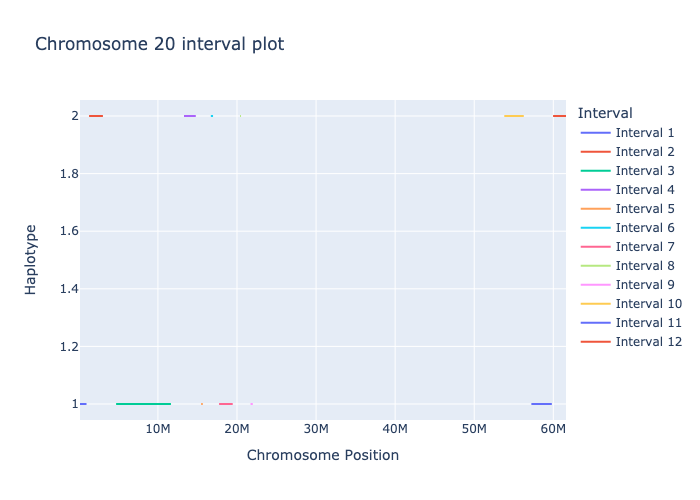 Chromosome 20 interval plot
Interval
Interval 1
Interval 2
Interval 3
Interval 4
Interval 5
Interval 6
Interval 7
Interval 8
Interval 9
Interval 10
Interval 11
Interval 12
2
1.8
1.6
1.4
1.2
1
Haplotype
10M 20M 30M 40M 50M 60M
Chromosome Position